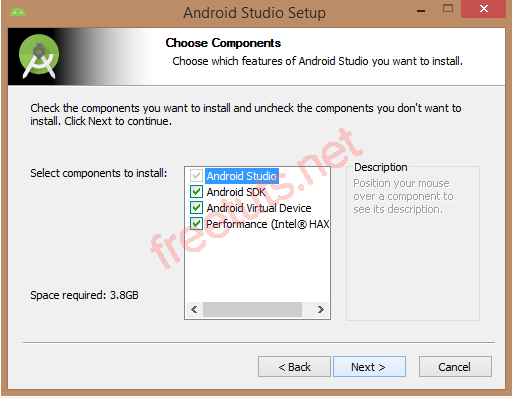 Android Studio Setup
Choose Components
Choose which features of Android Studio you want to install.
Check the components you want to install and uncheck the components you don't want to
install. Click Next to continue.
Select components to install:
Android Studio
Android SDK
Android Virtual Device
Performance (Intel® HAX
Description
Position your mouse
over a component to
see its description.
Space required: 3.8GB
< Back
Next >
Cancel
freetuts.net